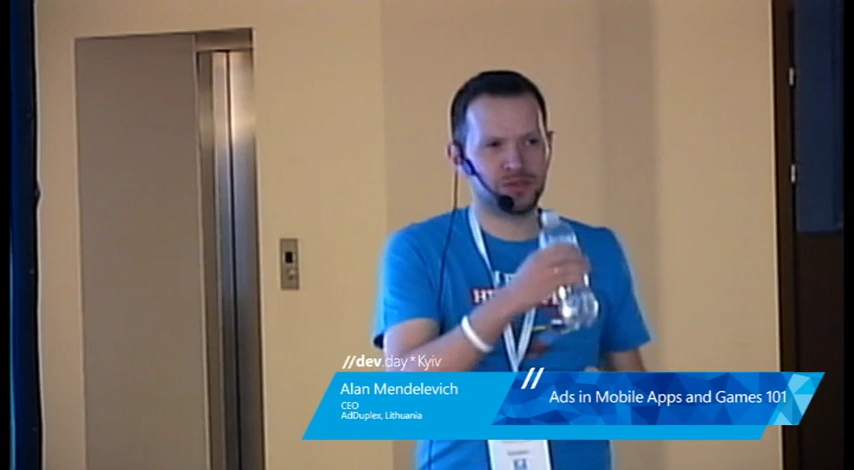 //dev.day*Kyiv
Alan Mendelevich
CEO
AdDuplex, Lithuania
// Ads in Mobile Apps and Games 101